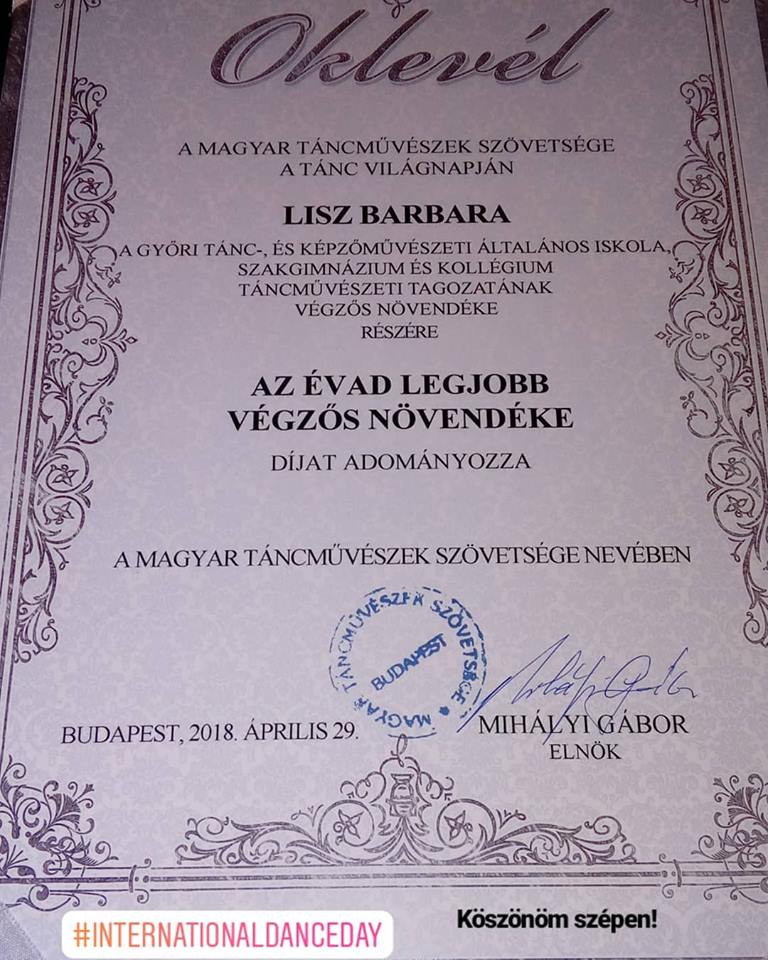 Oklevél
A MAGYAR TÁNCMŰVÉSZEK SZÖVETSÉGE
A TÁNC VILÁGNAPJÁN
LISZ BARBARA
A GYŐRI TÁNC-, ÉS KÉPZŐMŰVÉSZETI ÁLTALÁNOS ISKOLA,
SZAKGIMNÁZIUM ÉS KOLLÉGIUM
TÁNCMŰVÉSZETI TAGOZATÁNAK
VÉGZŐS NÖVENDÉKE
RÉSZÉRE
AZ ÉVAD LEGJOBB
VÉGZŐS NÖVENDÉKE
DÍJAT ADOMÁNYOZZA
A MAGYAR TÁNCMŰVÉSZEK SZÖVETSÉGE NEVÉBEN
MAGYAR TÁNCMŰVÉSZEK SZÖVETSÉGE
BUDAPEST
BUDAPEST, 2018. ÁPRILIS 29.
MIHÁLYI GÁBOR
ELNÖK
#INTERNATIONALDANCEDAY
Köszönöm szépen!